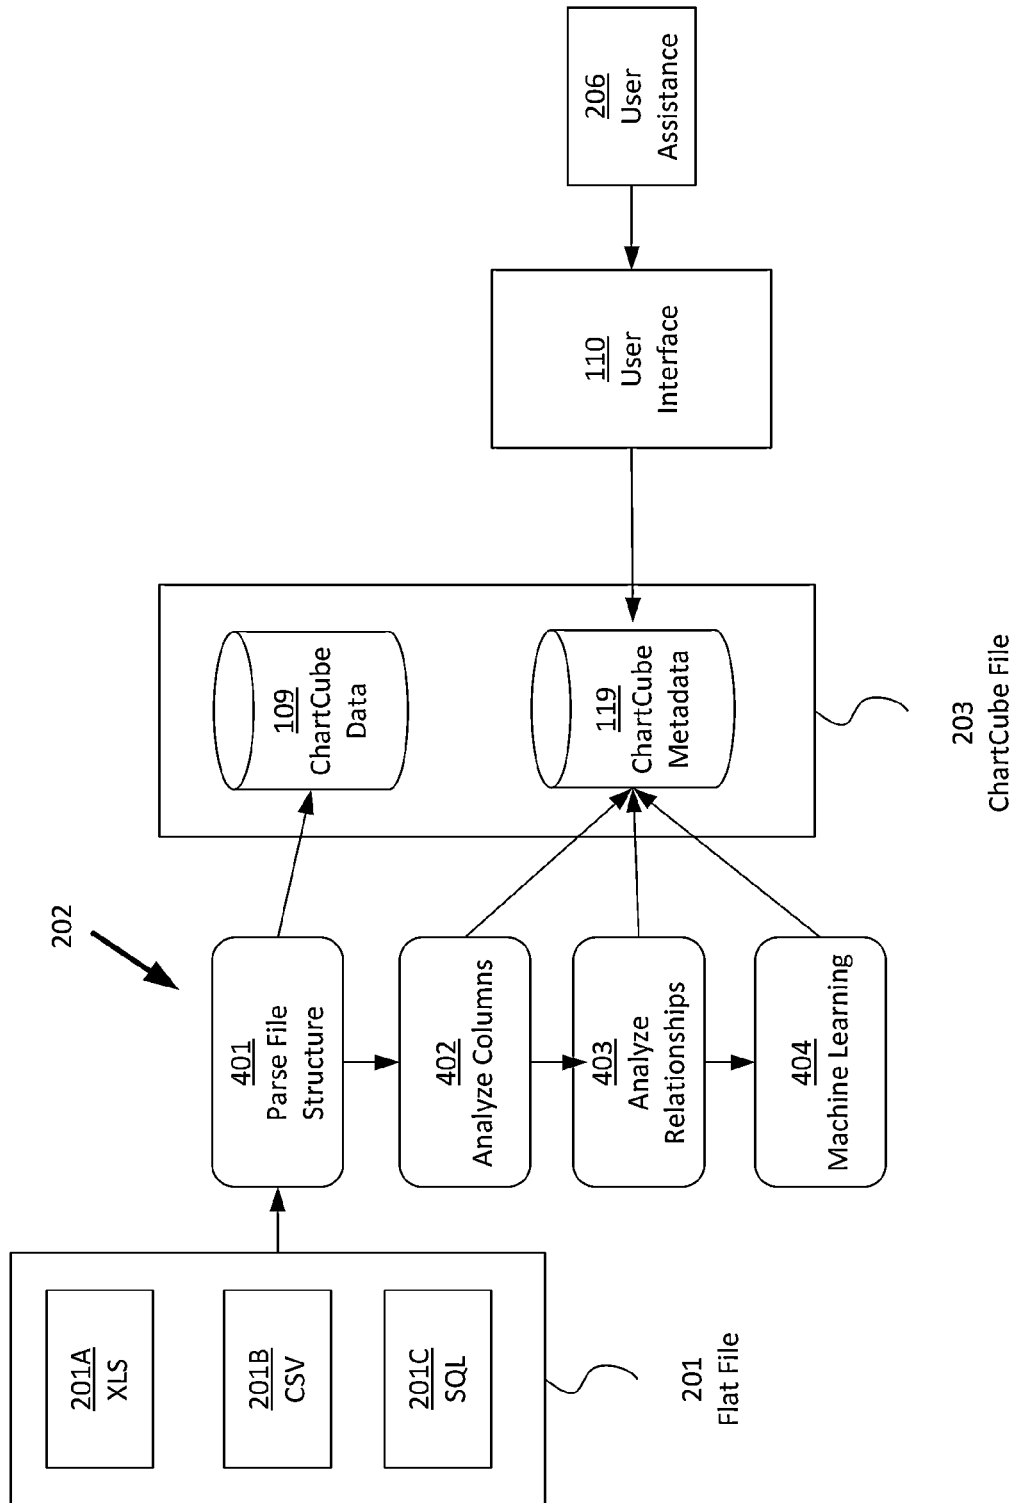 201A
XLS
201B
CSV
201C
SQL
201
Flat File
202
401
Parse File
Structure
402
Analyze Columns
403
Analyze
Relationships
404
Machine Learning
109
ChartCube
Data
119
ChartCube
Metadata
203
ChartCube File
110
User
Interface
206
User
Assistance